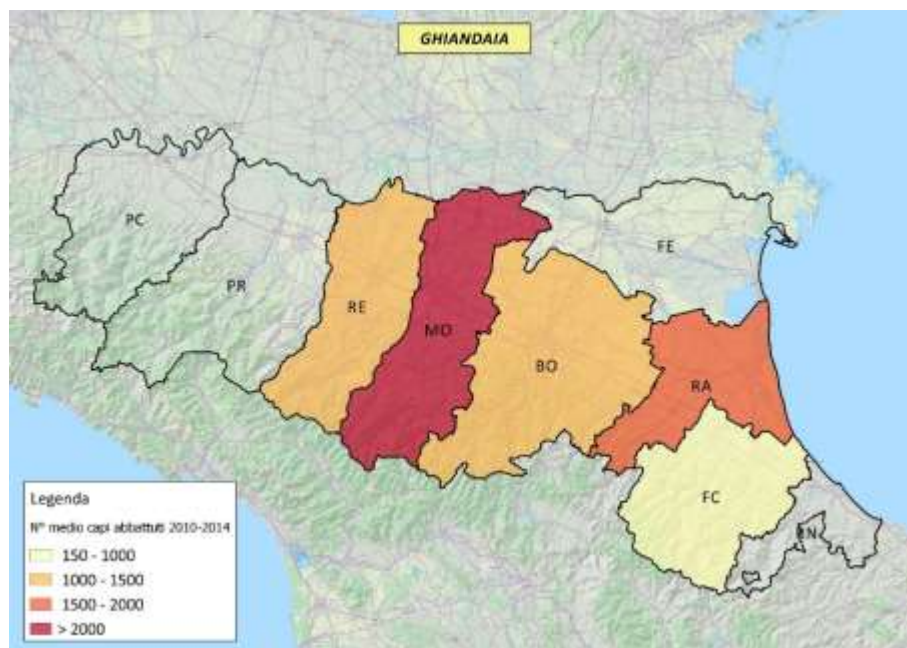 GHIANDAIA
PC
PR
RE
MO
BO
FE
RA
FC
Legenda
N° medio capi abbattuti 2010-2014
150 - 1000
1000 - 1500
1500 - 2000
> 2000